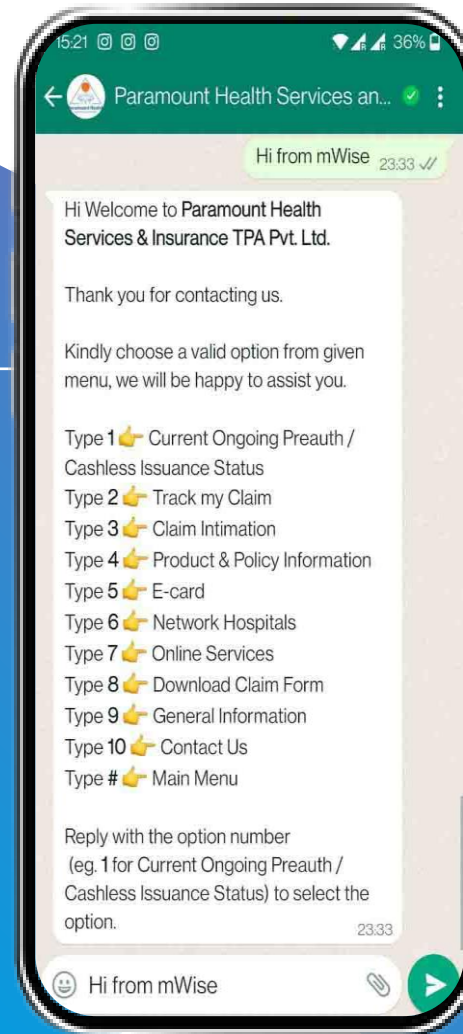 15:21 36%
Paramount Health Services an...
Hi from mWise 23:33
Hi Welcome to Paramount Health
Services & Insurance TPA Pvt. Ltd.
Thank you for contacting us.
Kindly choose a valid option from given
menu, we will be happy to assist you.
Type 1👉 Current Ongoing Preauth /
Cashless Issuance Status
Type 2👉 Track my Claim
Type 3👉 Claim Intimation
Type 4👉 Product & Policy Information
Type 5👉 E-card
Type 6👉 Network Hospitals
Type 7👉 Online Services
Type 8👉 Download Claim Form
Type 9👉 General Information
Type 10👉 Contact Us
Type #👉 Main Menu
Reply with the option number
(eg. 1 for Current Ongoing Preauth /
Cashless Issuance Status) to select the
option. 23:33
Hi from mWise